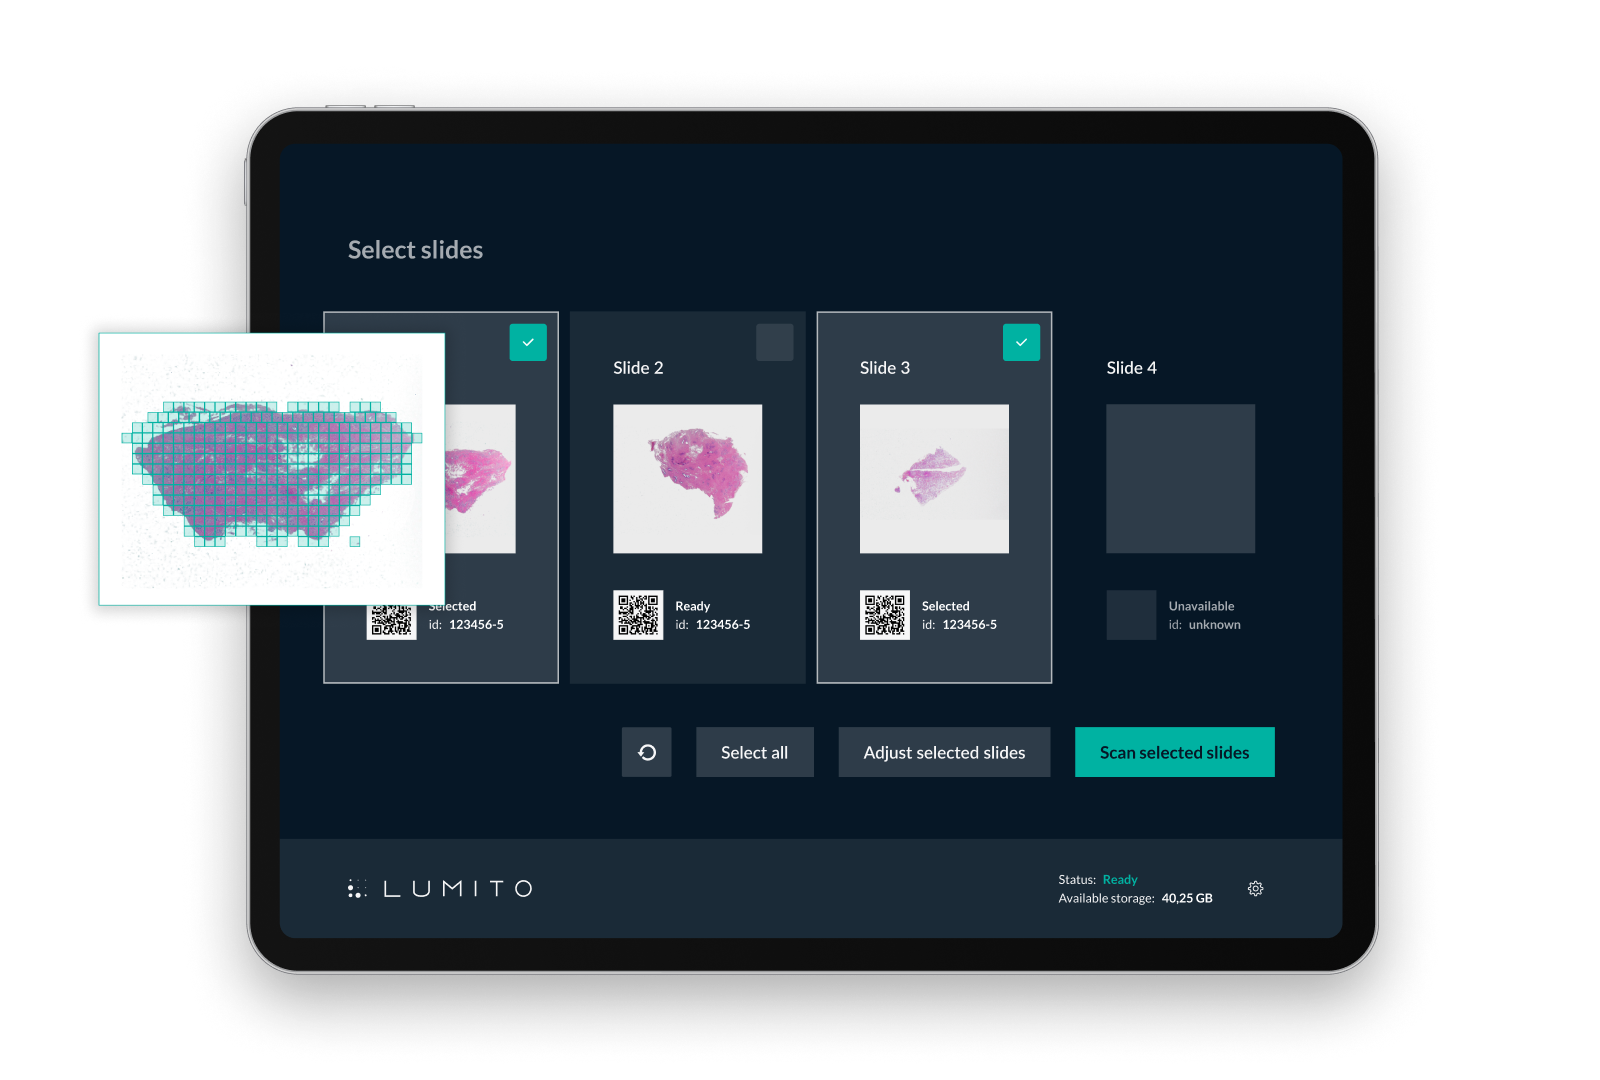 Select slides
Slide 2
Slide 3
Slide 4
Selected
id: 123456-5
Ready
id: 123456-5
Selected
id: 123456-5
Unavailable
id: unknown
Select all
Adjust selected slides
Scan selected slides
LUMITO
Status: Ready
Available storage: 40,25 GB